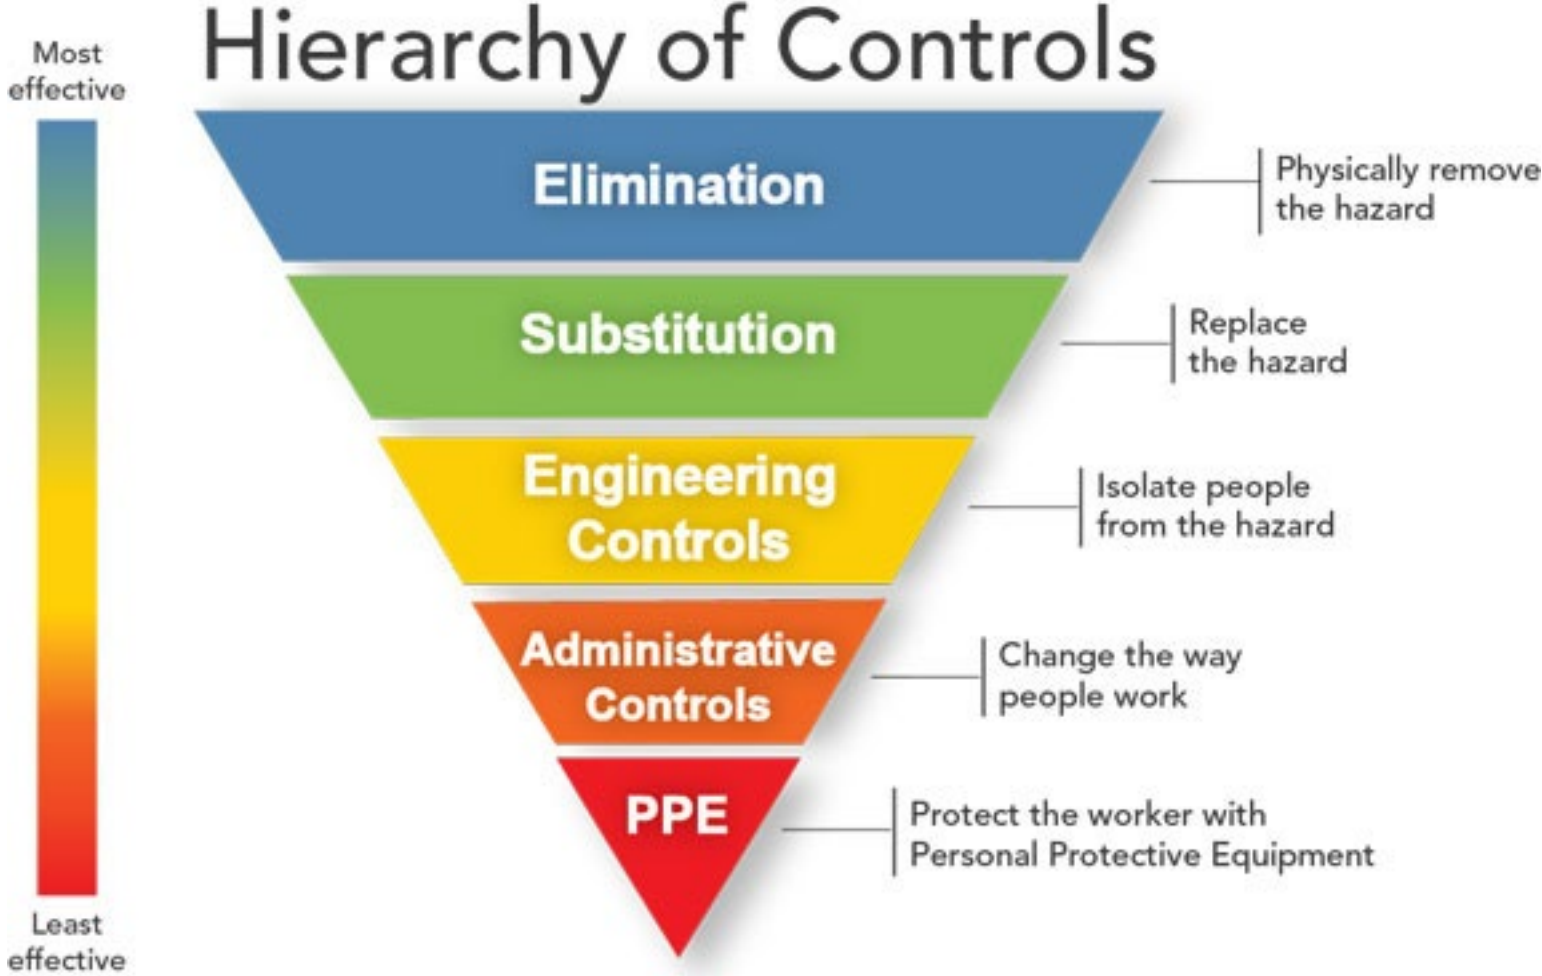 Hierarchy of Controls
Most
effective
Elimination
Physically remove
the hazard
Substitution
Replace
the hazard
Engineering
Controls
Isolate people
from the hazard
Administrative
Controls
Change the way
people work
PPE
Protect the worker with
Personal Protective Equipment
Least
effective